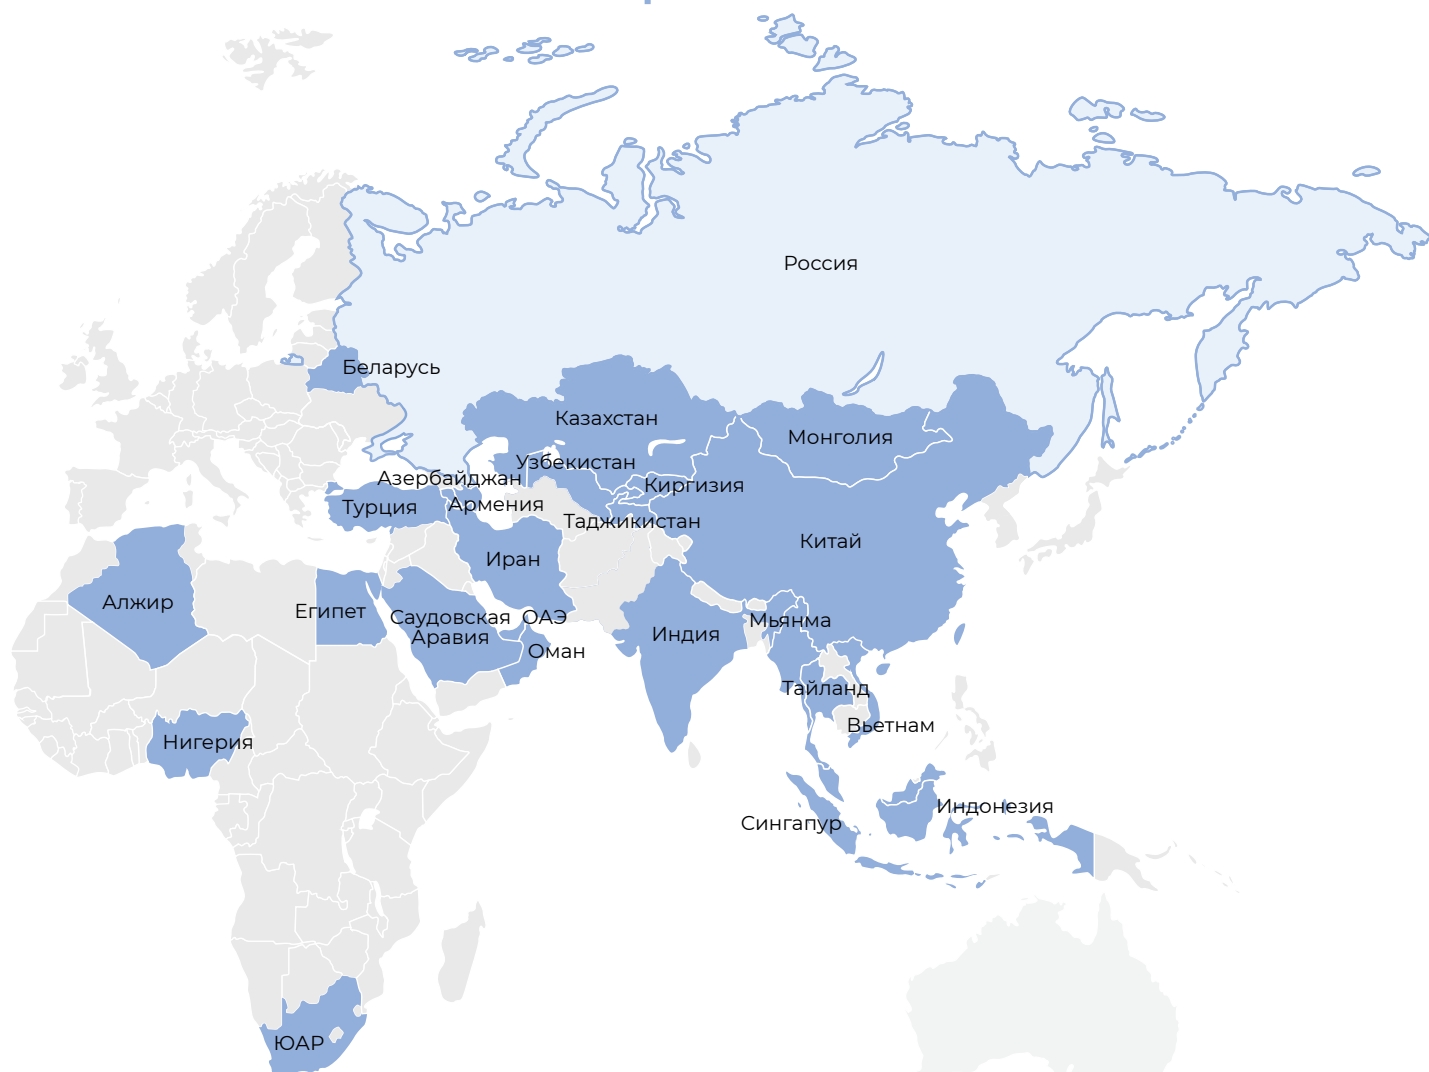 Россия
Беларусь
Казахстан
Монголия
Узбекистан
Азербайджан
Киргизия
Турция
Армения
Таджикистан
Китай
Иран
Алжир
Египет
Саудовская
Аравия
ОАЭ
Мьянма
Индия
Оман
Тайланд
Вьетнам
Нигерия
Индонезия
Сингапур
ЮАР